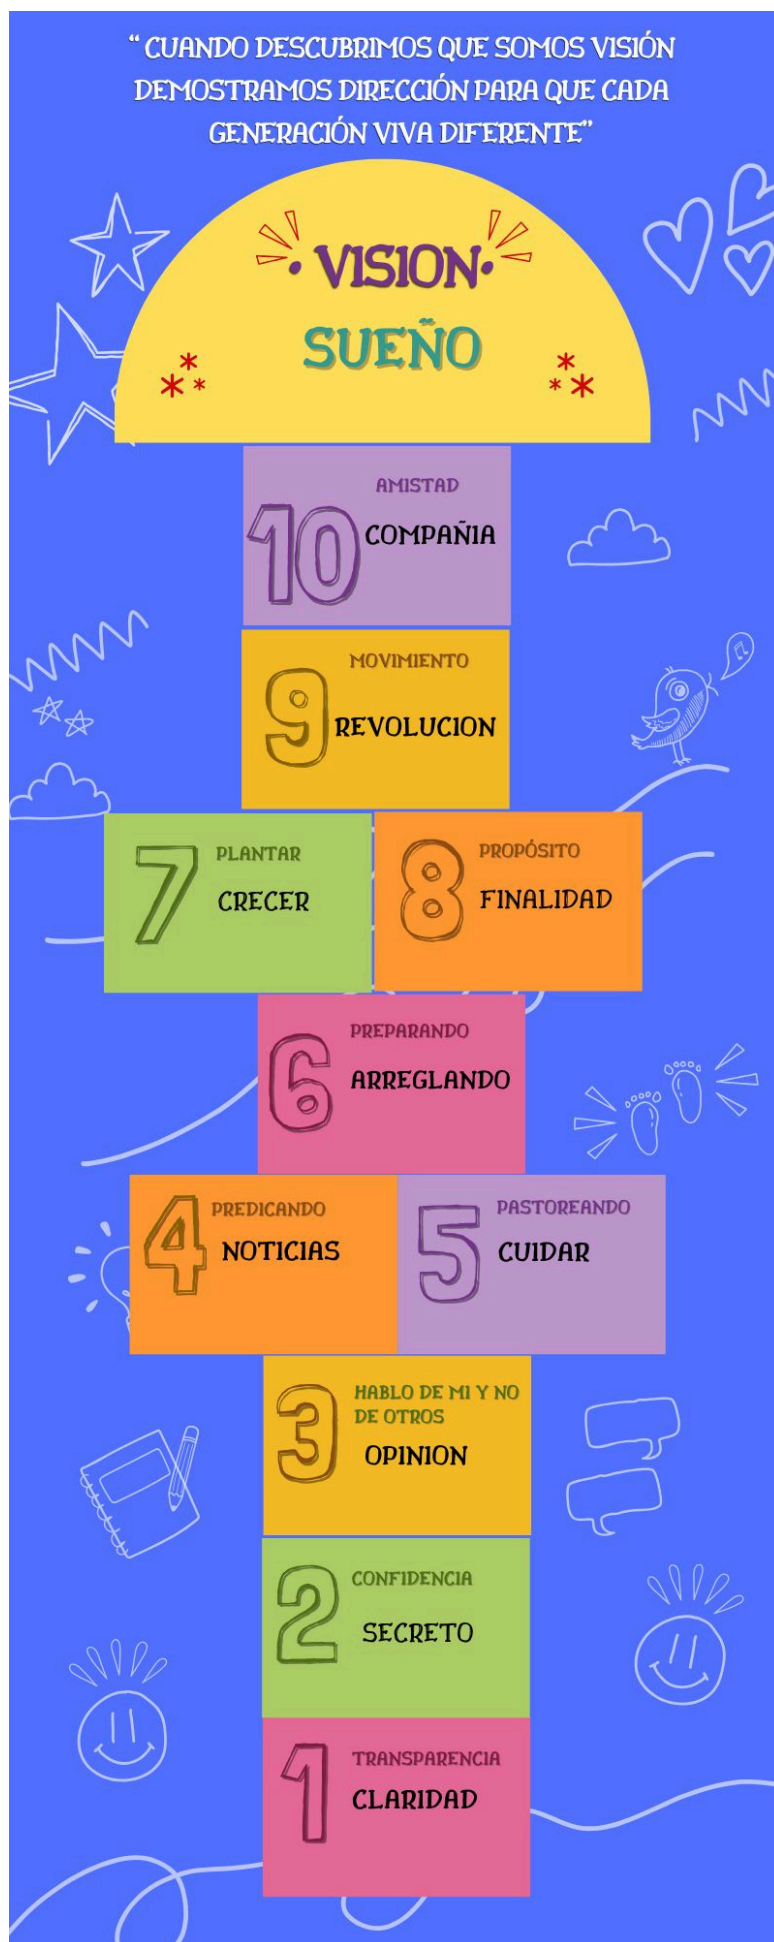 “ CUANDO DESCUBRIMOS QUE SOMOS VISIÓN
DEMOSTRAMOS DIRECCIÓN PARA QUE CADA
GENERACIÓN VIVA DIFERENTE”
• VISION •
SUEÑO
AMISTAD
10 COMPAÑIA
MOVIMIENTO
9 REVOLUCION
PLANTAR
7 CRECER
PROPÓSITO
8 FINALIDAD
PREPARANDO
6 ARREGLANDO
PREDICANDO
4 NOTICIAS
PASTOREANDO
5 CUIDAR
HABLO DE MI Y NO
DE OTROS
3 OPINION
CONFIDENCIA
2 SECRETO
TRANSPARENCIA
1 CLARIDAD